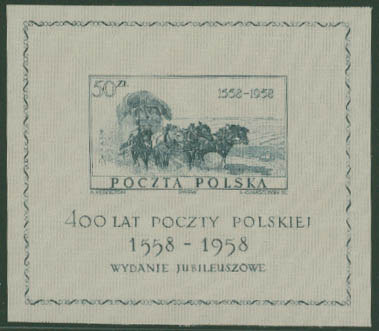 50 ZŁ 1558-1958
POCZTA POLSKA
400 LAT POCZTY POLSKIEJ
1558 - 1958
WYDANIE JUBILEUSZOWE